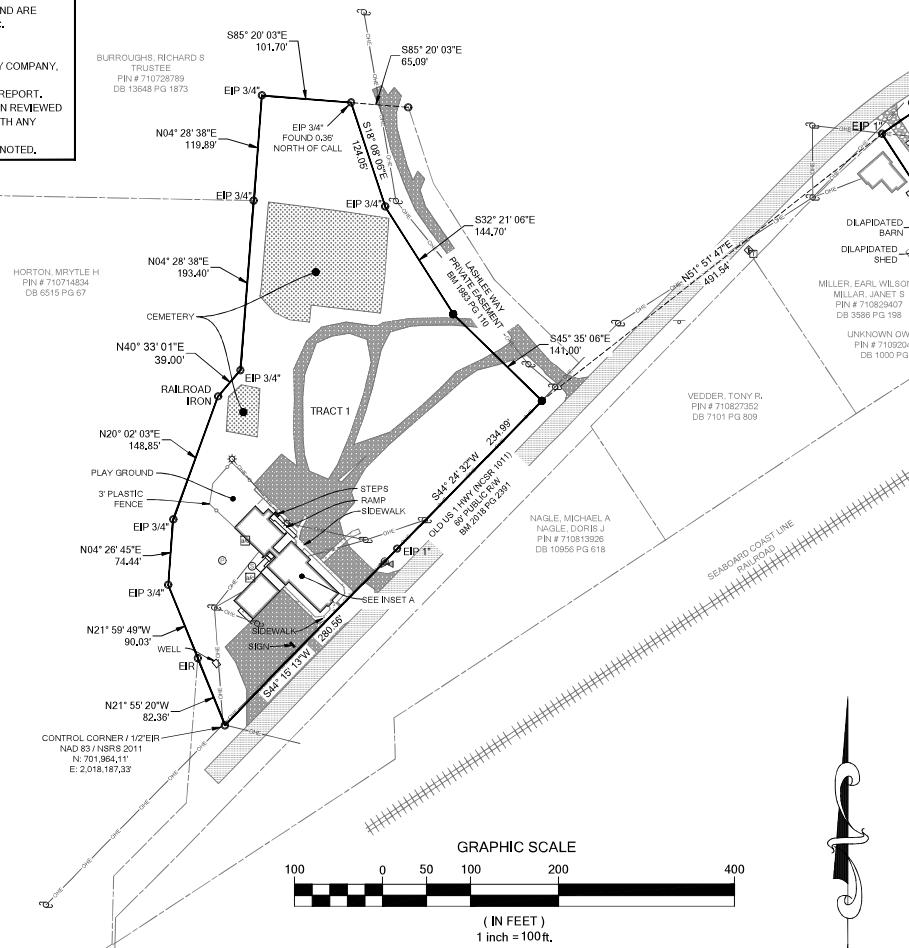 ND ARE
Y COMPANY,
REPORT.
N REVIEWED
TH ANY
NOTED.
BURROUGHS, RICHARD S
TRUSTEE
PIN # 710728789
DB 13648 PG 1873
S85° 20' 03"E
101.70'
S85° 20' 03"E
65.09'
EIP 3/4"
EIP 3/4"
FOUND 0.36'
NORTH OF CALL
N04° 28' 38"E
119.89'
S18° 08' 06"E
124.05'
EIP 3/4"
EIP 3/4"
S32° 21' 06"E
144.70'
EIP 1"
N04° 28' 38"E
193.40'
HORTON, MRYTLE H
PIN # 710714834
DB 6515 PG 67
CEMETERY
LASHLEE WAY
PRIVATE EASEMENT
BM 1983 PG 110
N51° 51' 47"E
491.54'
DILAPIDATED
BARN
DILAPIDATED
SHED
MILLER, EARL WILSON
MILLAR, JANET S
PIN # 710829407
DB 3586 PG 198
UNKNOWN OW
PIN # 7109204
DB 1000 PG
N40° 33' 01"E
39.00'
EIP 3/4"
S45° 35' 06"E
141.00'
RAILROAD
IRON
TRACT 1
VEDDER, TONY R.
PIN # 710827352
DB 7101 PG 809
N20° 02' 03"E
148.85'
S44° 24' 32"W
234.99'
OLD US 1 HWY (NCSR 1011)
60' PUBLIC R/W
BM 2018 PG 2391
PLAY GROUND
3' PLASTIC
FENCE
STEPS
RAMP
SIDEWALK
EIP 3/4"
NAGLE, MICHAEL A
NAGLE, DORIS J
PIN # 710813926
DB 10956 PG 618
N04° 26' 45"E
74.44'
EIP 1"
SEABOARD COAST LINE
RAILROAD
EIP 3/4"
SEE INSET A
N21° 59' 49"W
90.03'
WELL
SIDEWALK
SIGN
EIR
S44° 15' 13"W
280.56'
N21° 55' 20"W
82.36'
CONTROL CORNER / 1/2"EIR
NAD 83 / NSRS 2011
N: 701,964.11'
E: 2,018,187.33'
GRAPHIC SCALE
100 0 50 100 200 400
( IN FEET )
1 inch = 100 ft.